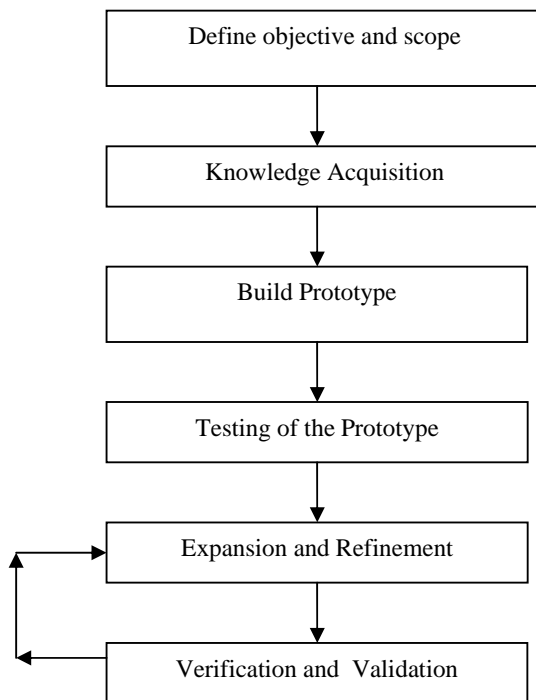 Define objective and scope
Knowledge Acquisition
Build Prototype
Testing of the Prototype
Expansion and Refinement
Verification and Validation